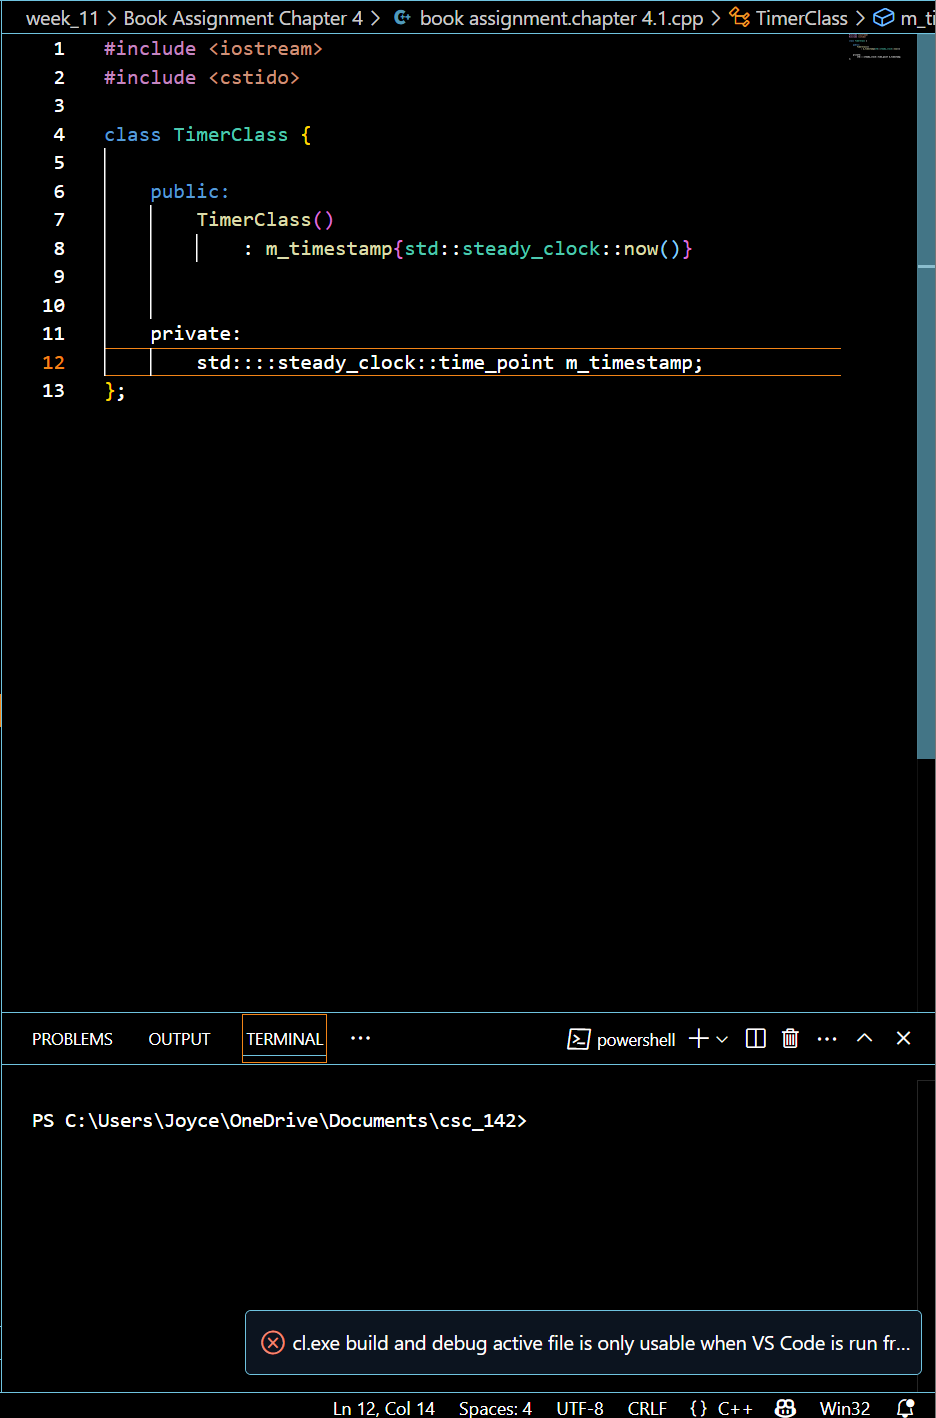 week_11 > Book Assignment Chapter 4 > book assignment.chapter 4.1.cpp > TimerClass > m_ti
1 #include <iostream>
2 #include <cstido>
3
4 class TimerClass {
5
6 public:
7 TimerClass()
8 : m_timestamp{std::steady_clock::now()}
9
10
11 private:
12 std::::steady_clock::time_point m_timestamp;
13 };
PROBLEMS OUTPUT TERMINAL ··· powershell ···
PS C:\Users\Joyce\OneDrive\Documents\csc_142>
cl.exe build and debug active file is only usable when VS Code is run fr...
Ln 12, Col 14 Spaces: 4 UTF-8 CRLF {} C++ Win32